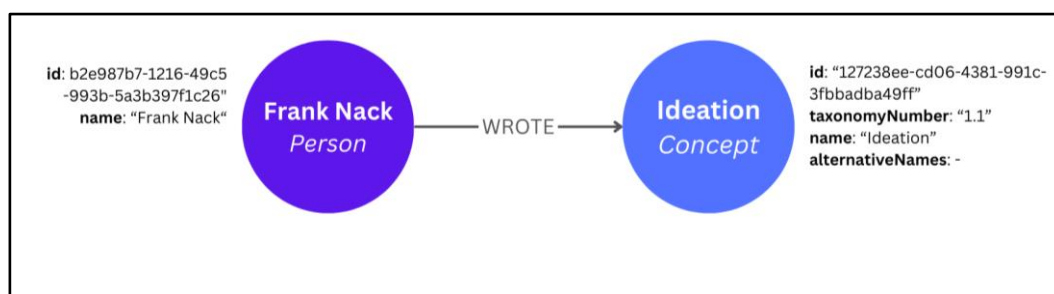 id: b2e987b7-1216-49c5
-993b-5a3b397f1c26"
name: “Frank Nack“
Frank Nack
Person
WROTE
Ideation
Concept
id: “127238ee-cd06-4381-991c-
3fbbadba49ff”
taxonomyNumber: “1.1”
name: “Ideation”
alternativeNames: -